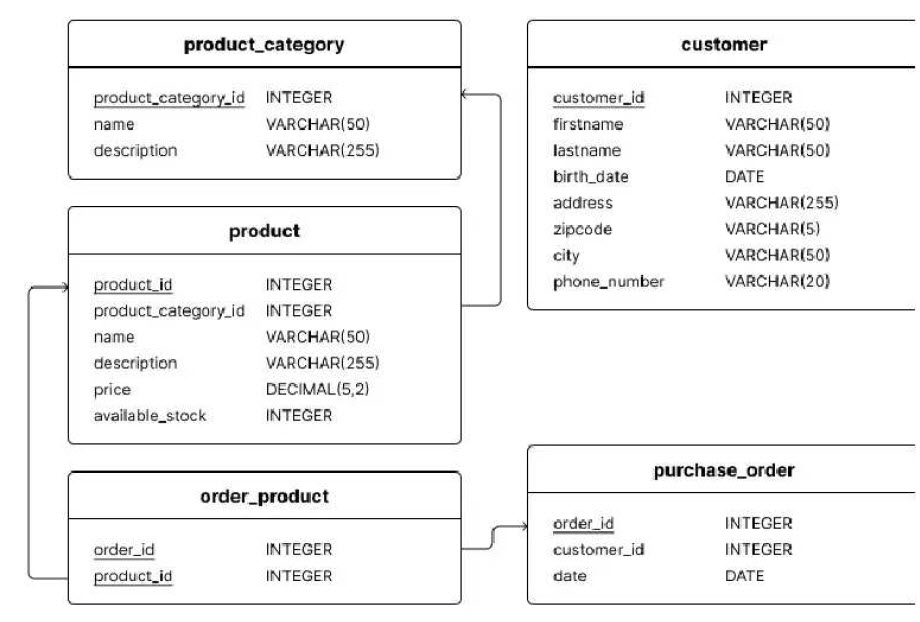 product_category
product_category_id INTEGER
name VARCHAR(50)
description VARCHAR(255)
customer
customer_id INTEGER
firstname VARCHAR(50)
lastname VARCHAR(50)
birth_date DATE
address VARCHAR(255)
zipcode VARCHAR(5)
city VARCHAR(50)
phone_number VARCHAR(20)
product
product_id INTEGER
product_category_id INTEGER
name VARCHAR(50)
description VARCHAR(255)
price DECIMAL(5,2)
available_stock INTEGER
order_product
order_id INTEGER
product_id INTEGER
purchase_order
order_id INTEGER
customer_id INTEGER
date DATE